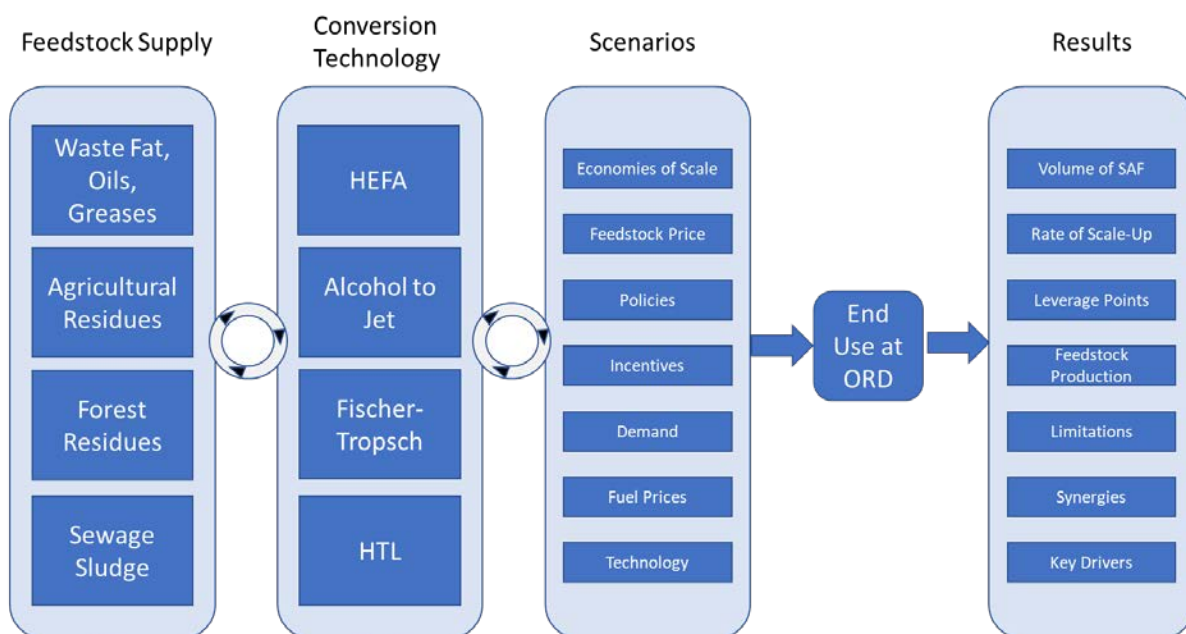 Feedstock Supply
Conversion
Technology
Scenarios
Results
Waste Fat,
Oils,
Greases
Agricultural
Residues
Forest
Residues
Sewage
Sludge
HEFA
Alcohol to
Jet
Fischer-
Tropsch
HTL
Economies of Scale
Feedstock Price
Policies
Incentives
Demand
Fuel Prices
Technology
End
Use at
ORD
Volume of SAF
Rate of Scale-Up
Leverage Points
Feedstock
Production
Limitations
Synergies
Key Drivers